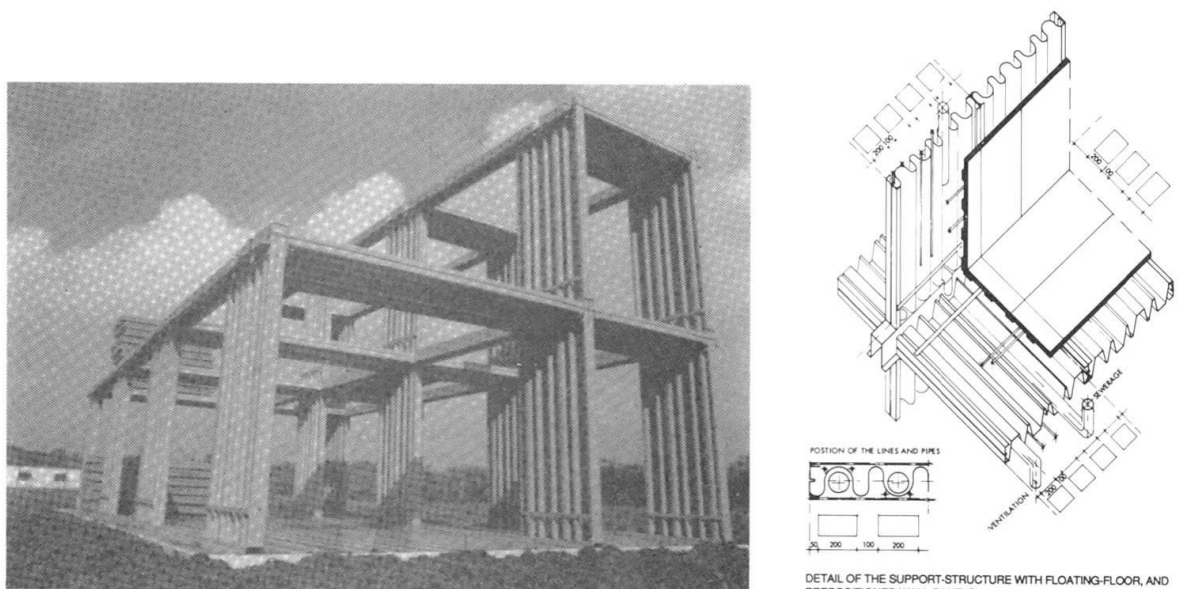 200 100
200 100
SEWERAGE
200 100
VENTILATION
POSTION OF THE LINES AND PIPES
50 200 100 200
DETAIL OF THE SUPPORT-STRUCTURE WITH FLOATING-FLOOR, AND